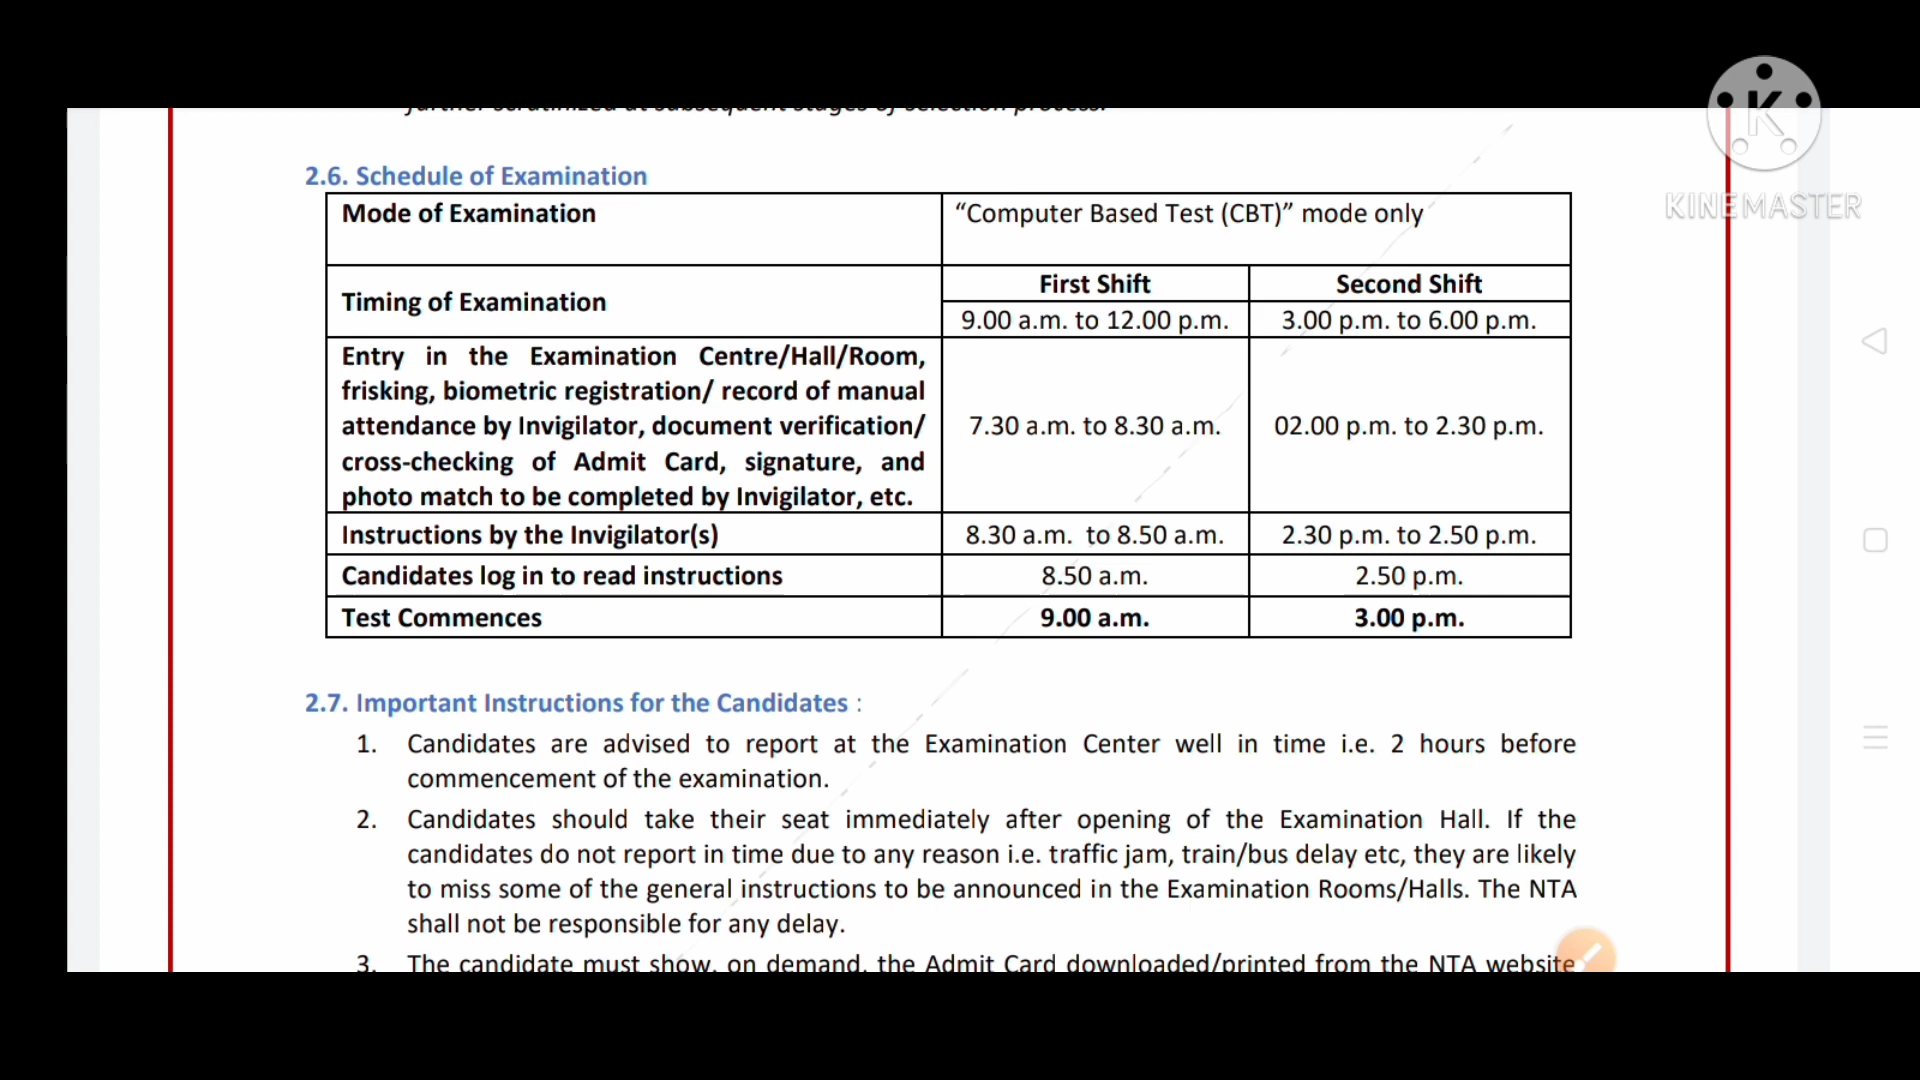 further scrutinized at subsequent stages of selection process.
2.6. Schedule of Examination
Mode of Examination
“Computer Based Test (CBT)” mode only
Timing of Examination
First Shift
Second Shift
9.00 a.m. to 12.00 p.m.
3.00 p.m. to 6.00 p.m.
Entry in the Examination Centre/Hall/Room,
frisking, biometric registration/ record of manual
attendance by Invigilator, document verification/
cross-checking of Admit Card, signature, and
photo match to be completed by Invigilator, etc.
7.30 a.m. to 8.30 a.m.
02.00 p.m. to 2.30 p.m.
Instructions by the Invigilator(s)
8.30 a.m. to 8.50 a.m.
2.30 p.m. to 2.50 p.m.
Candidates log in to read instructions
8.50 a.m.
2.50 p.m.
Test Commences
9.00 a.m.
3.00 p.m.
2.7. Important Instructions for the Candidates :
1. Candidates are advised to report at the Examination Center well in time i.e. 2 hours before
commencement of the examination.
2. Candidates should take their seat immediately after opening of the Examination Hall. If the
candidates do not report in time due to any reason i.e. traffic jam, train/bus delay etc, they are likely
to miss some of the general instructions to be announced in the Examination Rooms/Halls. The NTA
shall not be responsible for any delay.
3. The candidate must show, on demand, the Admit Card downloaded/printed from the NTA website
K
KINEMASTER